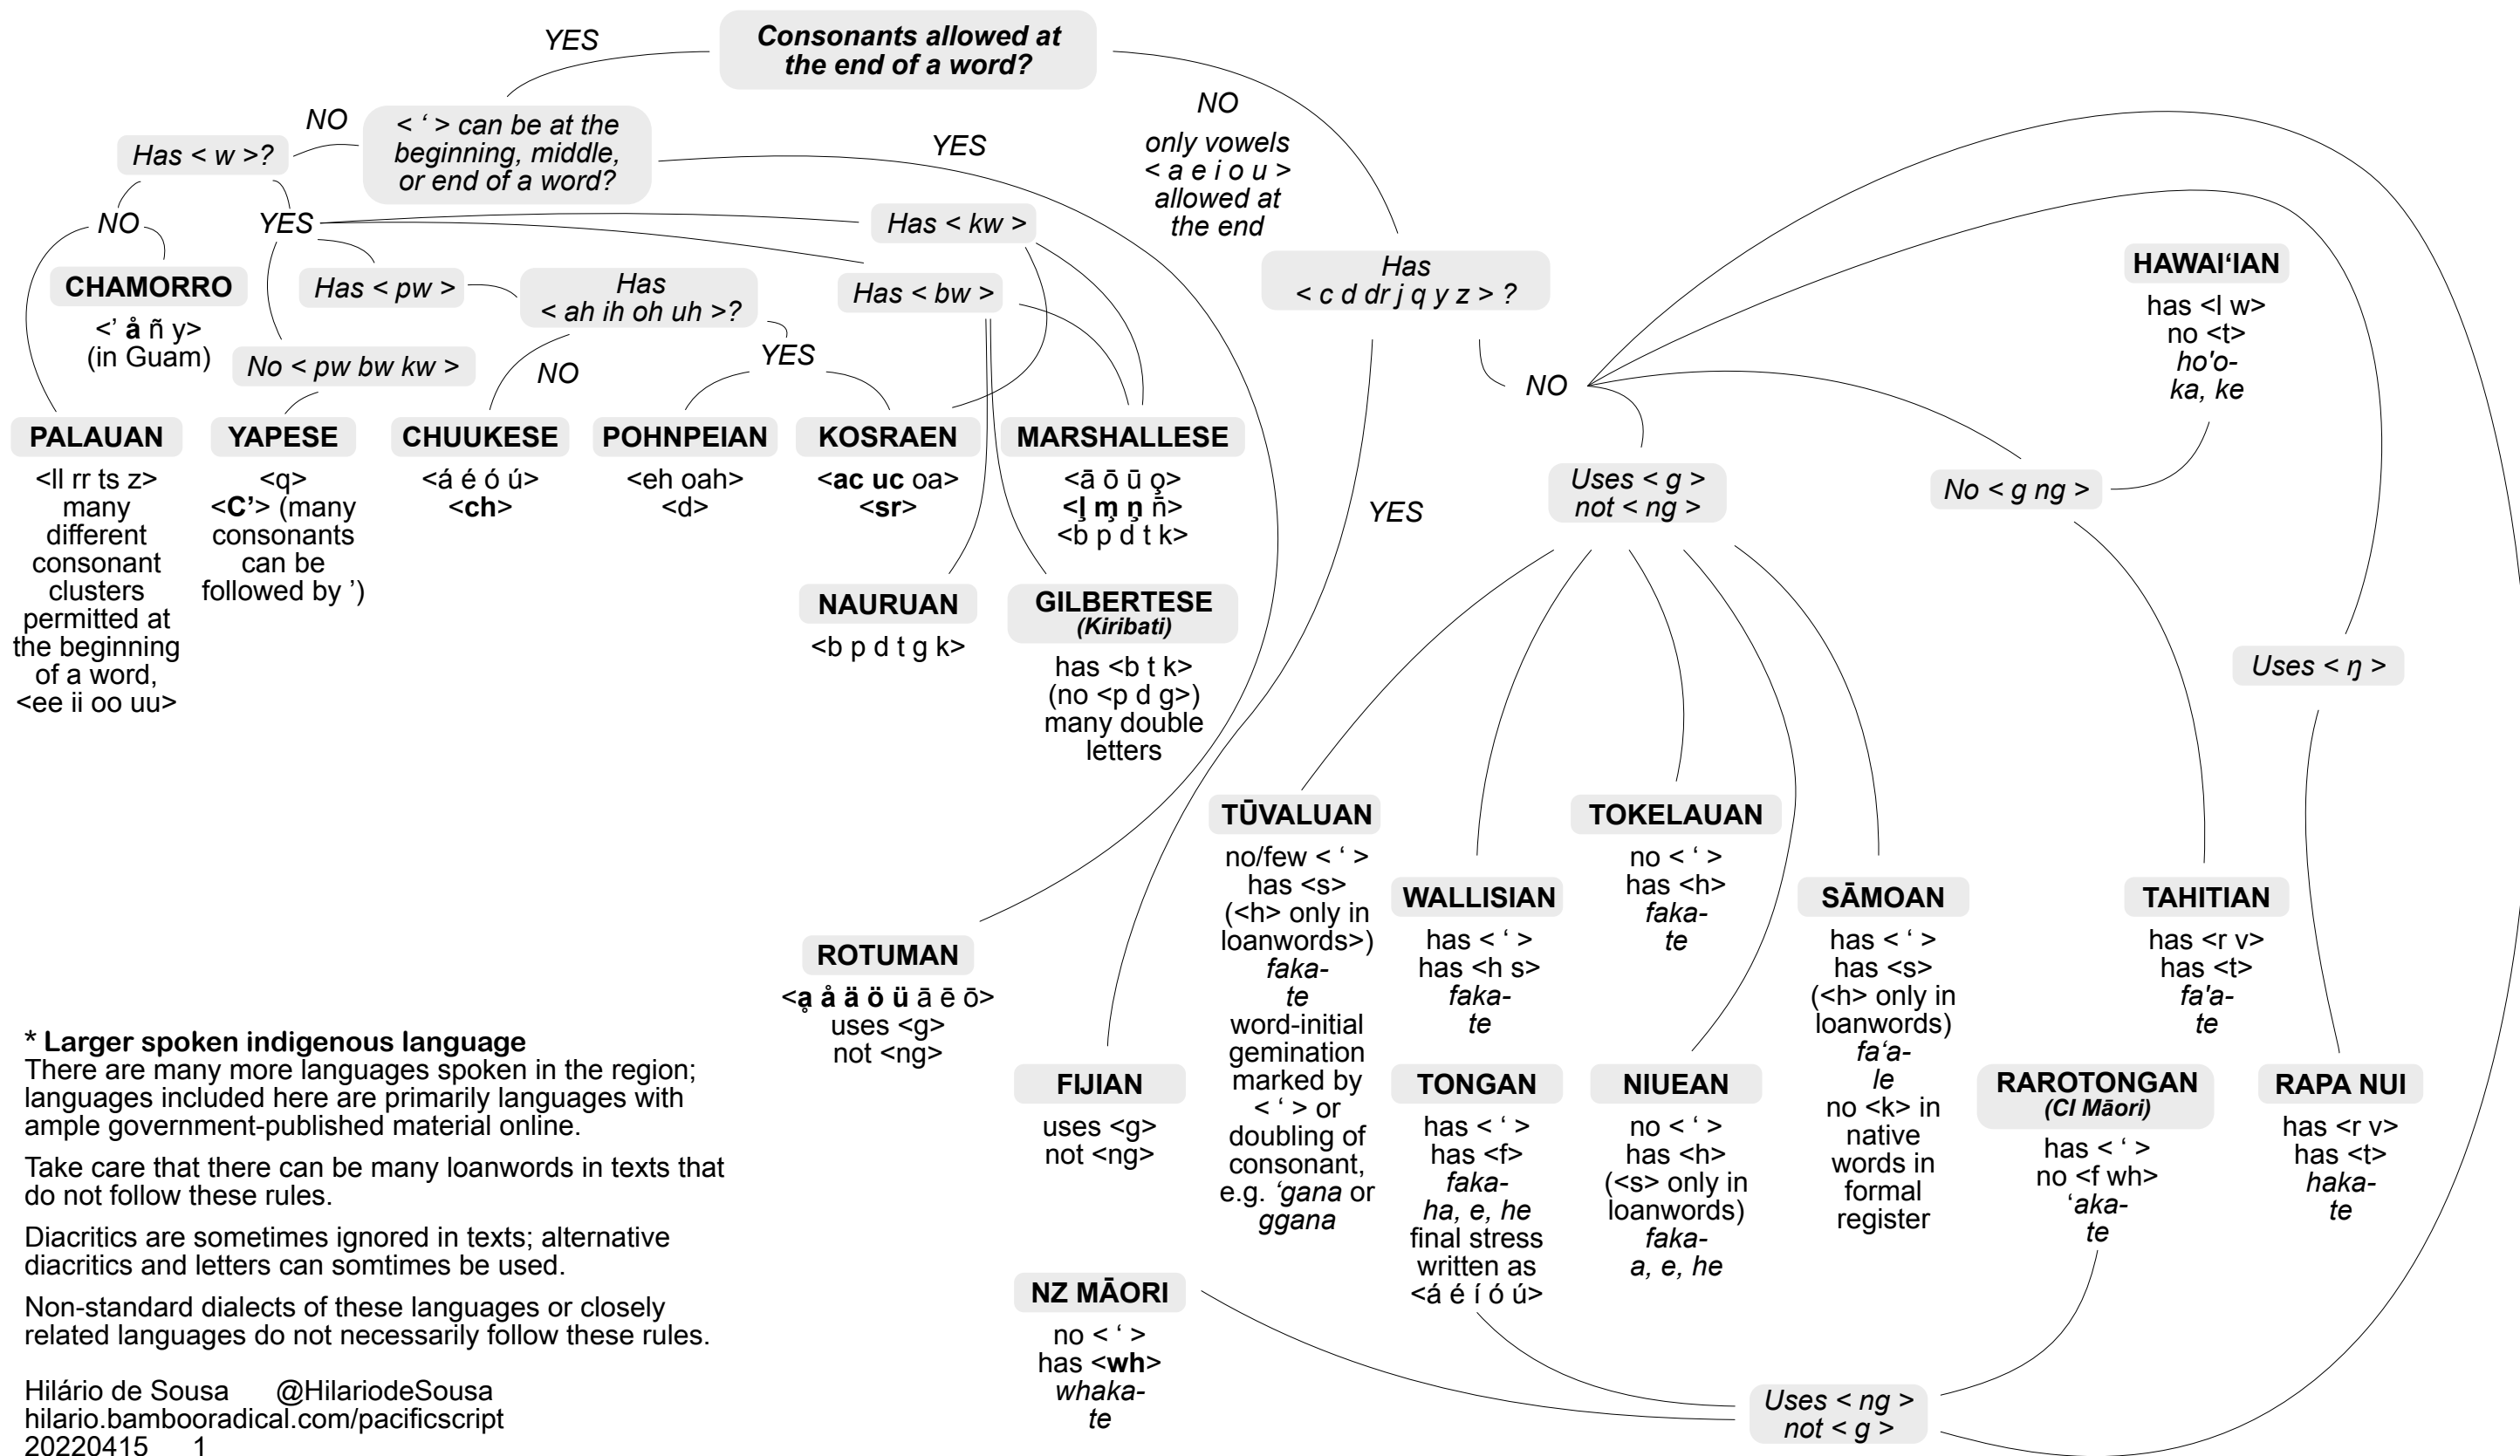 Consonants allowed at
the end of a word?
YES
NO
only vowels
< a e i o u >
allowed at
the end
< ‘ > can be at the
beginning, middle,
or end of a word?
NO
YES
Has < w >?
NO
YES
CHAMORRO
<’ å ñ y>
(in Guam)
Has < pw >
Has
< ah ih oh uh >?
Has < kw >
Has < bw >
No < pw bw kw >
NO
YES
PALAUAN
<ll rr ts z>
many
different
consonant
clusters
permitted at
the beginning
of a word,
<ee ii oo uu>
YAPESE
<q>
<C’> (many
consonants
can be
followed by ’)
CHUUKESE
<á é ó ú>
<ch>
POHNPEIAN
<eh oah>
<d>
KOSRAEN
<ac uc oa>
<sr>
MARSHALLESE
<ā ō ū o̧>
<ļ m̧ ņ n̄>
<b p d t k>
NAURUAN
<b p d t g k>
GILBERTESE
(Kiribati)
has <b t k>
(no <p d g>)
many double
letters
Has
< c d dr j q y z > ?
YES
NO
Uses < g >
not < ng >
No < g ng >
HAWAI‘IAN
has <l w>
no <t>
ho'o-
ka, ke
Uses < ŋ >
ROTUMAN
<ḁ å ä ö ü ā ē ō>
uses <g>
not <ng>
FIJIAN
uses <g>
not <ng>
TŪVALUAN
no/few < ‘ >
has <s>
(<h> only in
loanwords>)
faka-
te
word-initial
gemination
marked by
< ‘ > or
doubling of
consonant,
e.g. ‘gana or
ggana
WALLISIAN
has < ‘ >
has <h s>
faka-
te
TOKELAUAN
no < ‘ >
has <h>
faka-
te
SĀMOAN
has < ‘ >
has <s>
(<h> only in
loanwords)
fa‘a-
le
no <k> in
native
words in
formal
register
TAHITIAN
has <r v>
has <t>
fa'a-
te
TONGAN
has < ‘ >
has <f>
faka-
ha, e, he
final stress
written as
<á é í ó ú>
NIUEAN
no < ‘ >
has <h>
(<s> only in
loanwords)
faka-
a, e, he
RAROTONGAN
(CI Māori)
has < ‘ >
no <f wh>
‘aka-
te
RAPA NUI
has <r v>
has <t>
haka-
te
NZ MĀORI
no < ‘ >
has <wh>
whaka-
te
Uses < ng >
not < g >
* Larger spoken indigenous language
There are many more languages spoken in the region;
languages included here are primarily languages with
ample government-published material online.
Take care that there can be many loanwords in texts that
do not follow these rules.
Diacritics are sometimes ignored in texts; alternative
diacritics and letters can somtimes be used.
Non-standard dialects of these languages or closely
related languages do not necessarily follow these rules.
Hilário de Sousa @HilariodeSousa
hilario.bambooradical.com/pacificscript
20220415 1